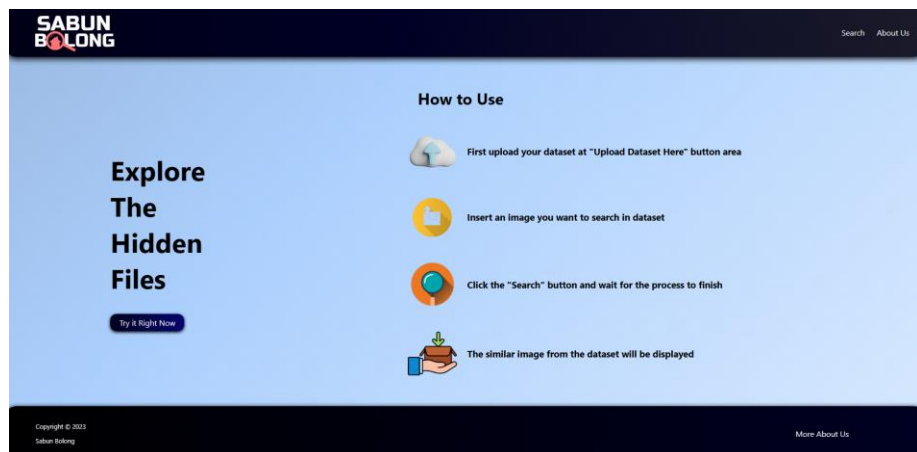 SABUN
BOLONG
Search
About Us
Explore
The
Hidden
Files
Try it Right Now
How to Use
First upload your dataset at "Upload Dataset Here" button area
Insert an image you want to search in dataset
Click the "Search" button and wait for the process to finish
The similar image from the dataset will be displayed
Copyright © 2023
Sabun Bolong
More About Us